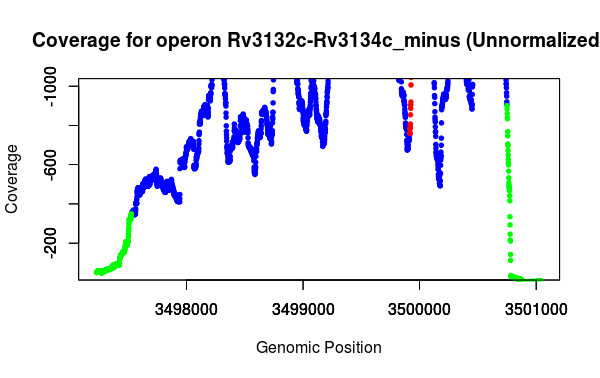 Coverage for operon Rv3132c-Rv3134c_minus (Unnormalized
-1000
-600
-200
Coverage
3498000 3499000 3500000 3501000
Genomic Position